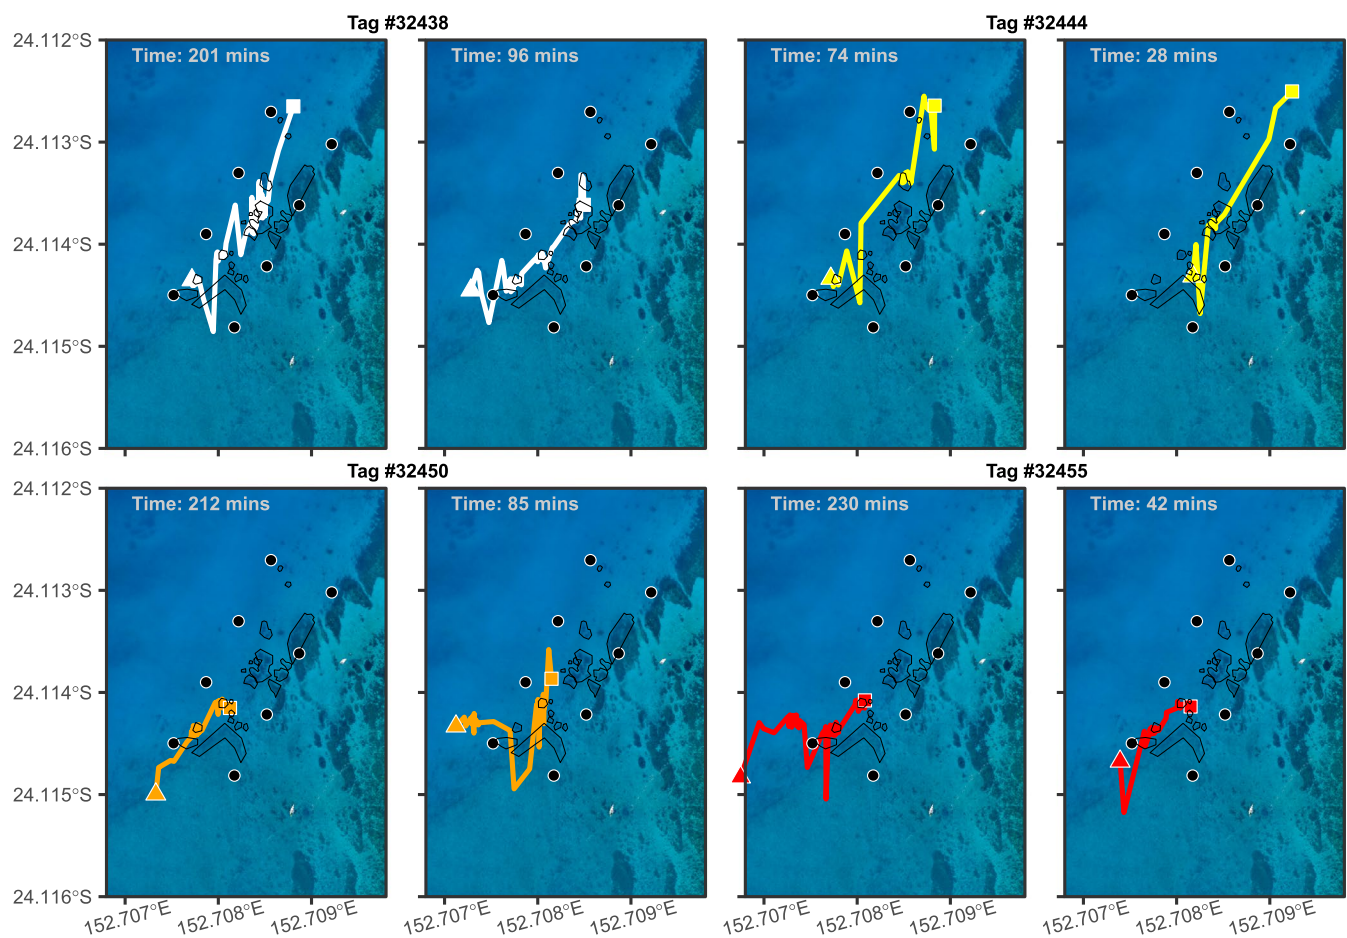 Tag #32438 Tag #32444
24.112°S
Time: 201 mins Time: 96 mins Time: 74 mins Time: 28 mins
24.113°S
24.114°S
24.115°S
24.116°S
Tag #32450 Tag #32455
24.112°S
Time: 212 mins Time: 85 mins Time: 230 mins Time: 42 mins
24.113°S
24.114°S
24.115°S
24.116°S
152.707°E 152.708°E 152.709°E 152.707°E 152.708°E 152.709°E 152.707°E 152.708°E 152.709°E 152.707°E 152.708°E 152.709°E